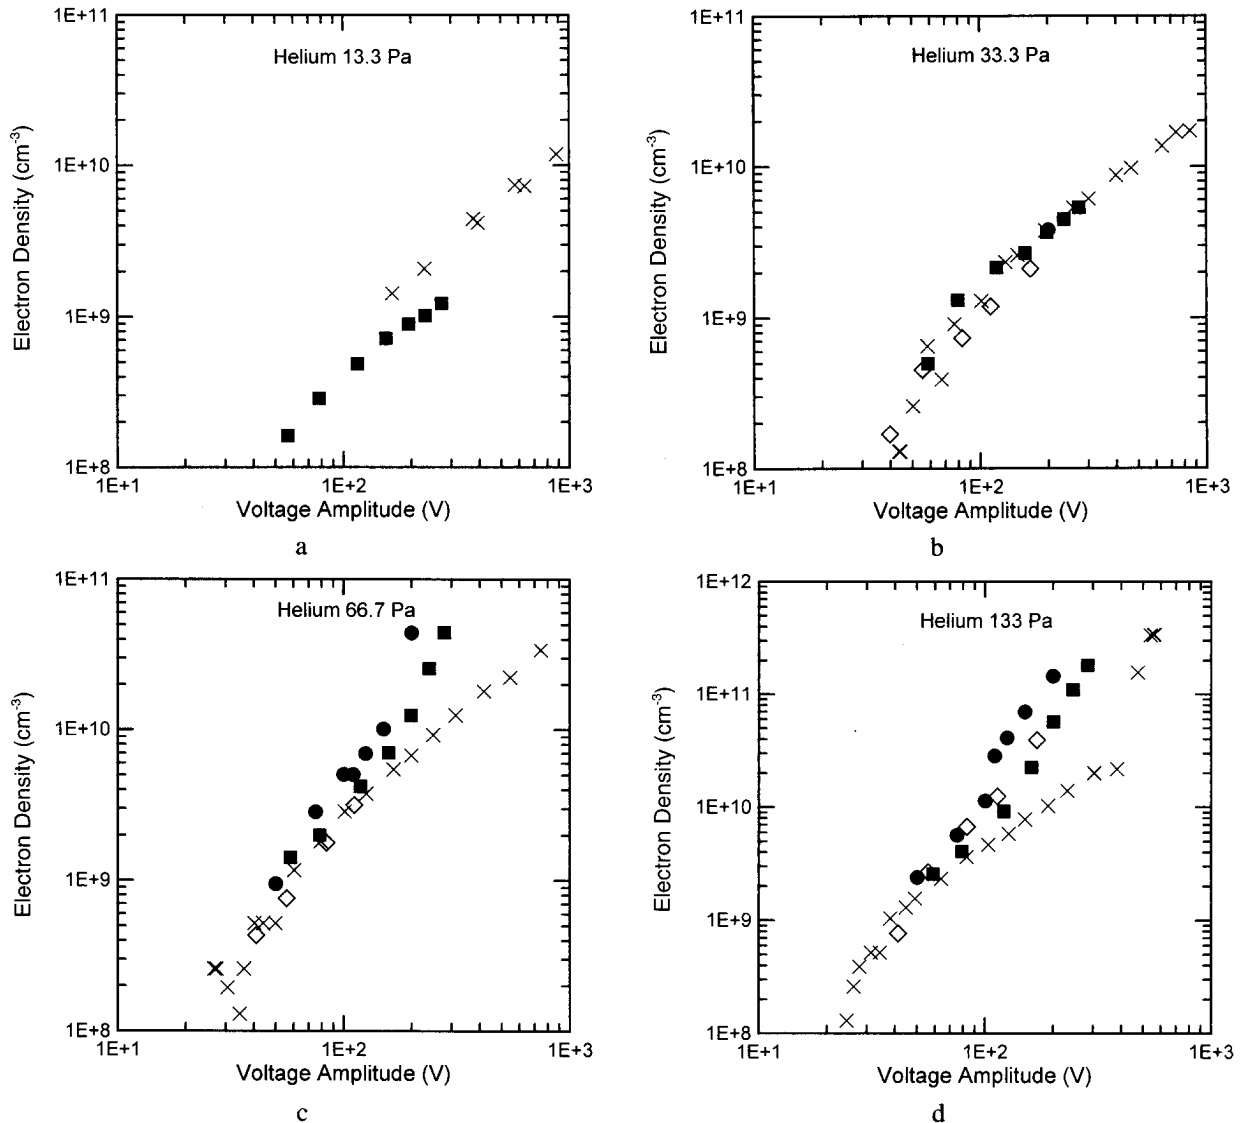 1E+11
Helium 13.3 Pa
1E+10
Electron Density (cm-3)
1E+9
1E+8
1E+1
1E+2
1E+3
Voltage Amplitude (V)
a
1E+11
Helium 33.3 Pa
1E+10
Electron Density (cm-3)
1E+9
1E+8
1E+1
1E+2
1E+3
Voltage Amplitude (V)
b
1E+11
Helium 66.7 Pa
1E+10
Electron Density (cm-3)
1E+9
1E+8
1E+1
1E+2
1E+3
Voltage Amplitude (V)
c
1E+12
Helium 133 Pa
1E+11
Electron Density (cm-3)
1E+10
1E+9
1E+8
1E+1
1E+2
1E+3
Voltage Amplitude (V)
d